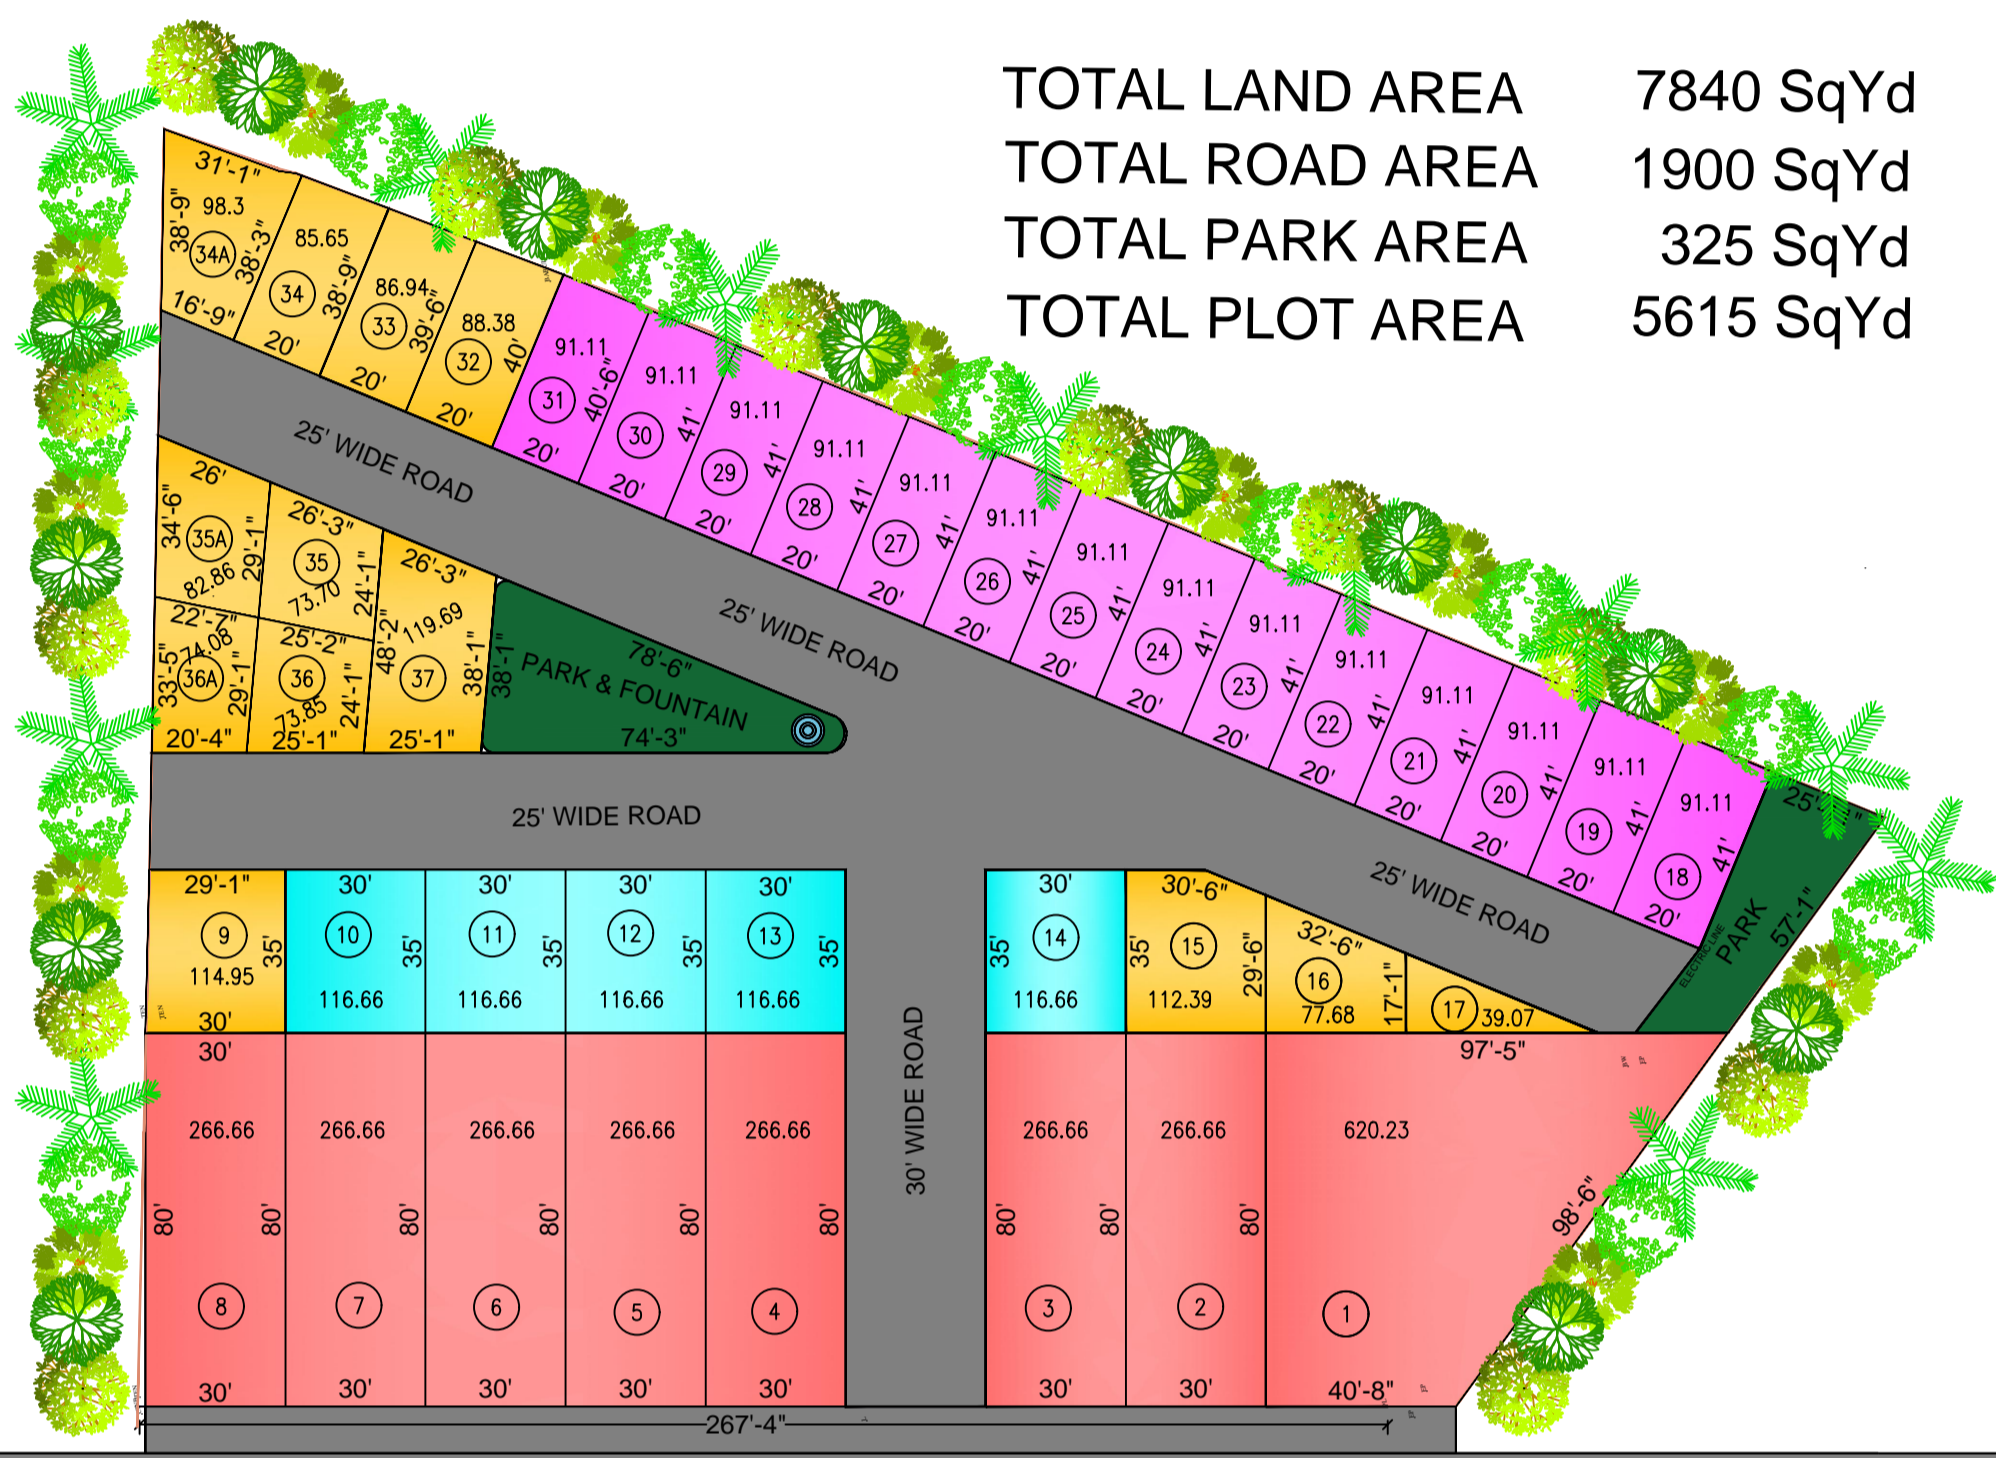 TOTAL LAND AREA 7840 SqYd
TOTAL ROAD AREA 1900 SqYd
TOTAL PARK AREA 325 SqYd
TOTAL PLOT AREA 5615 SqYd
31'-1"
38'-9" 98.3 34A 38'-3"
16'-9"
85.65 34 38'-9" 20'
86.94 33 39'-6" 20'
88.38 32 40' 20'
91.11 31 40'-6" 20'
91.11 30 41' 20'
91.11 29 41' 20'
91.11 28 41' 20'
91.11 27 41' 20'
91.11 26 41' 20'
91.11 25 41' 20'
91.11 24 41' 20'
91.11 23 41' 20'
91.11 22 41' 20'
91.11 21 41' 20'
91.11 20 41' 20'
91.11 19 41' 20'
91.11 18 41' 20'
25' WIDE ROAD
25' WIDE ROAD
25' WIDE ROAD
PARK
57'-1"
ELECTRIC LINE
26' 34'-6" 35A 29'-1" 82.86
26'-3" 35 24'-1" 73.70
22'-7" 74.08 33'-5" 36A 29'-1" 20'-4"
25'-2" 36 24'-1" 73.85 25'-1"
26'-3" 48'-2" 119.69 37 38'-1" 25'-1"
78'-6"
38'-1"
PARK & FOUNTAIN
74'-3"
25' WIDE ROAD
29'-1" 9 35' 114.95 30'
30' 10 35' 116.66
30' 11 35' 116.66
30' 12 35' 116.66
30' 13 35' 116.66
30' 35' 14 116.66
30'-6" 35' 15 29'-6" 112.39
32'-6" 16 77.68 17'-1"
17 39.07
30' WIDE ROAD
30' 266.66 80' 80' 8 30'
266.66 80' 7 30'
266.66 80' 6 30'
266.66 80' 5 30'
266.66 80' 4 30'
266.66 80' 80' 3 30'
266.66 80' 2 30'
97'-5" 620.23 98'-6" 1 40'-8"
267'-4"